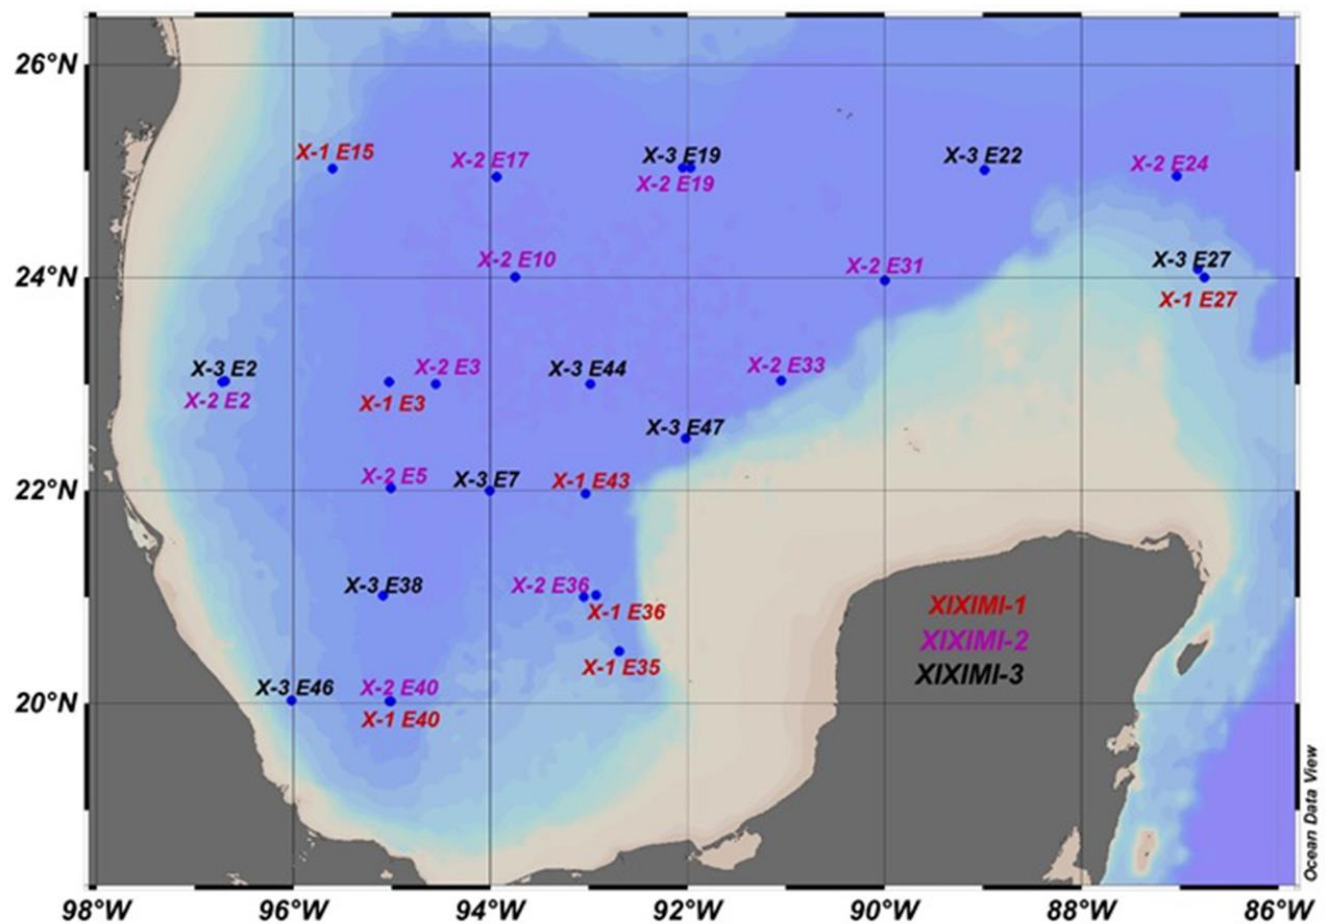 26°N
X-1 E15
X-2 E17
X-3 E19
X-2 E19
X-3 E22
X-2 E24
24°N
X-2 E10
X-2 E31
X-3 E27
X-1 E27
X-3 E2
X-2 E2
X-2 E3
X-1 E3
X-3 E44
X-2 E33
X-3 E47
22°N
X-2 E5
X-3 E7
X-1 E43
X-3 E38
X-2 E36
X-1 E36
X-1 E35
XIXIMI-1
XIXIMI-2
XIXIMI-3
20°N
X-3 E46
X-2 E40
X-1 E40
Ocean Data View
98°W 96°W 94°W 92°W 90°W 88°W 86°W